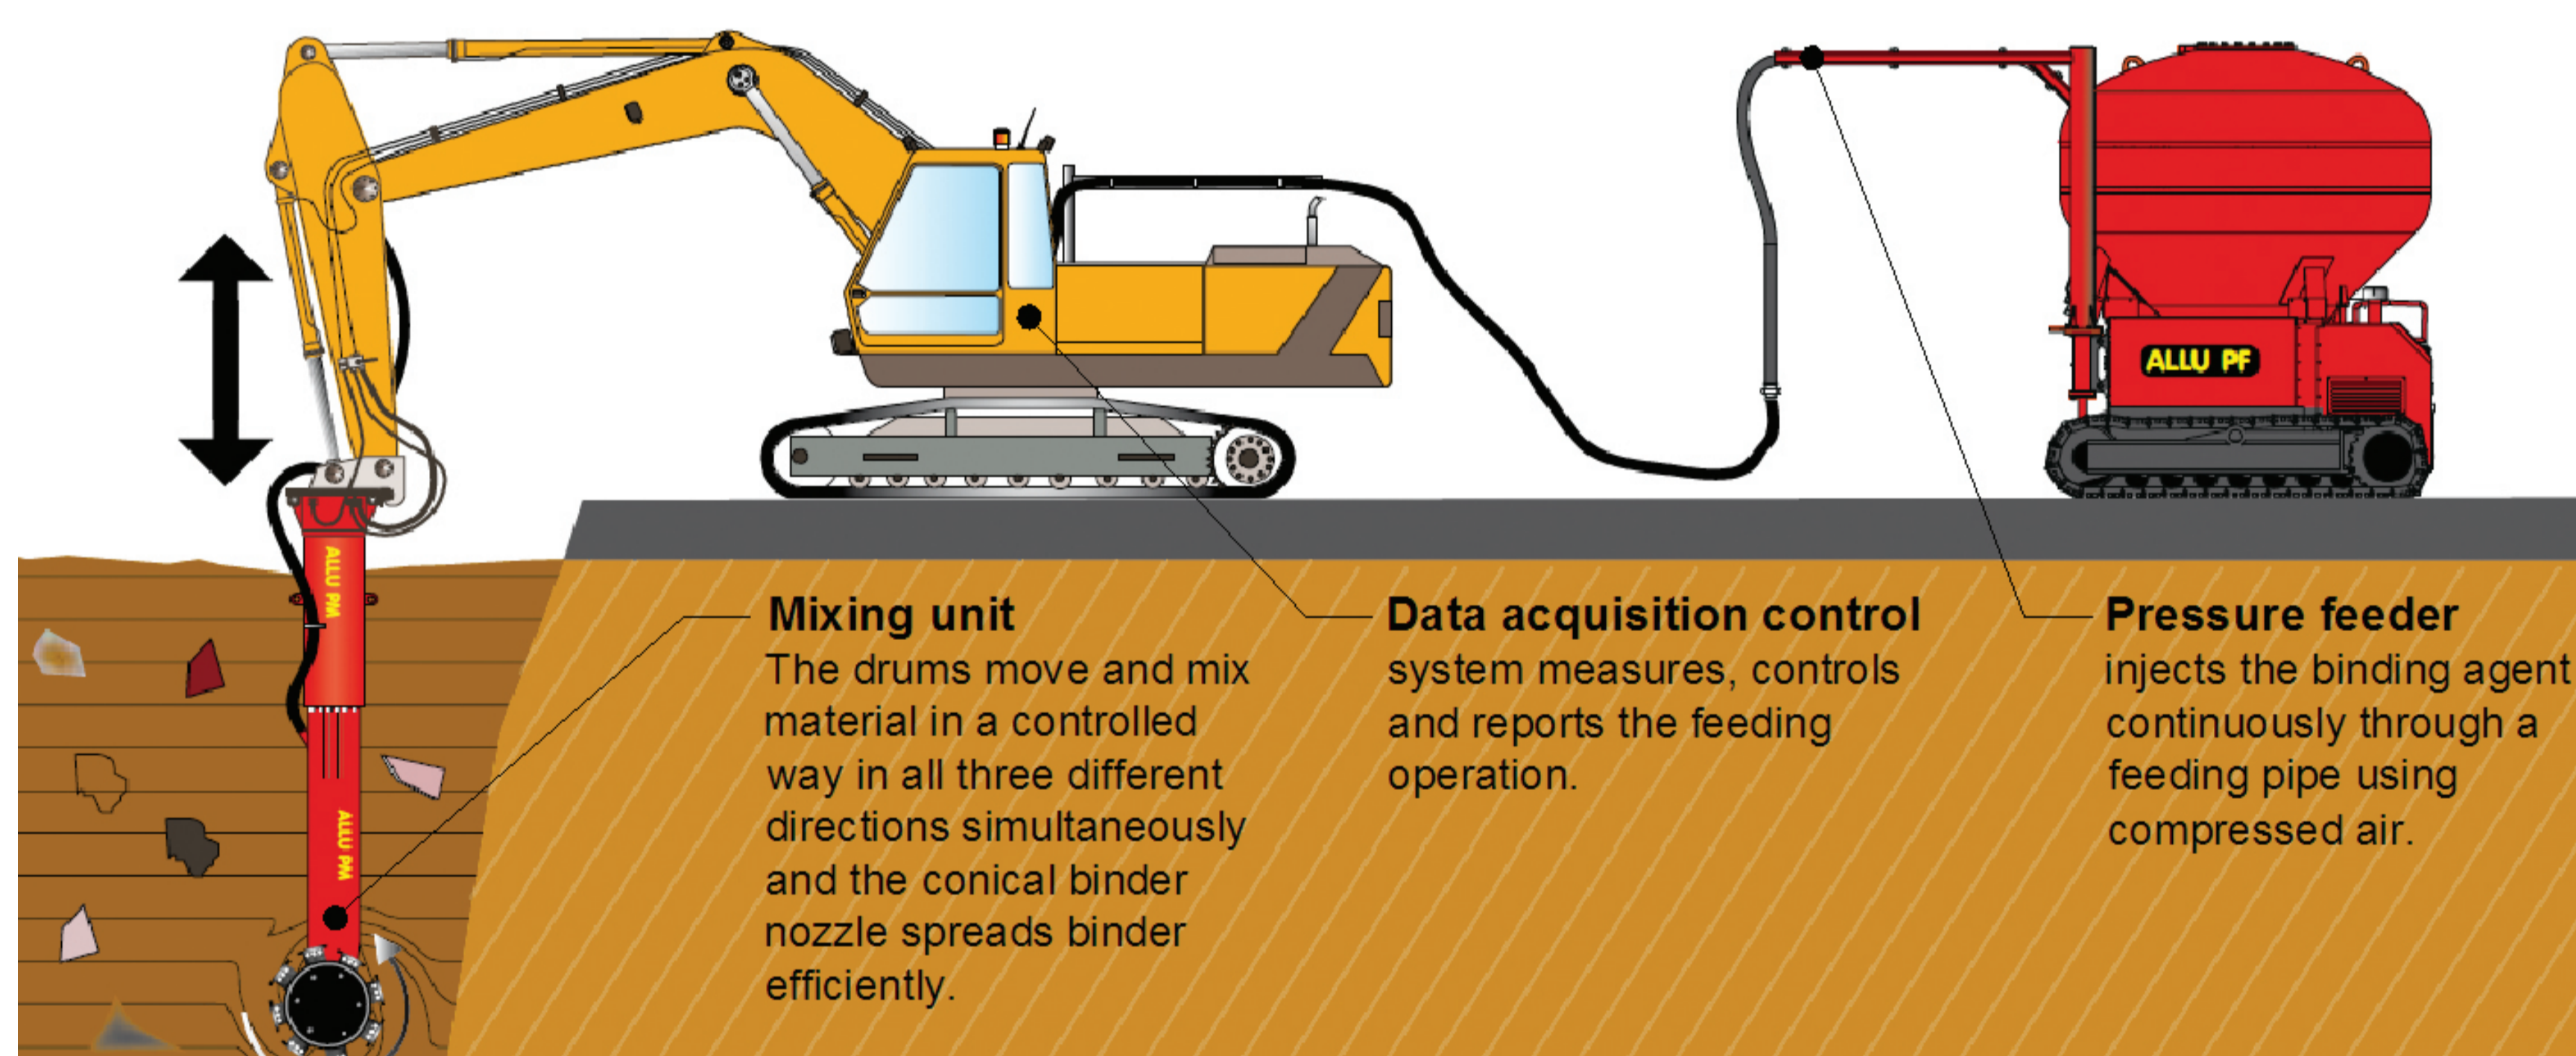 ALLU PF
ALLU PM
ALLU PM
Mixing unit
The drums move and mix
material in a controlled
way in all three different
directions simultaneously
and the conical binder
nozzle spreads binder
efficiently.
Data acquisition control
system measures, controls
and reports the feeding
operation.
Pressure feeder
injects the binding agent
continuously through a
feeding pipe using
compressed air.